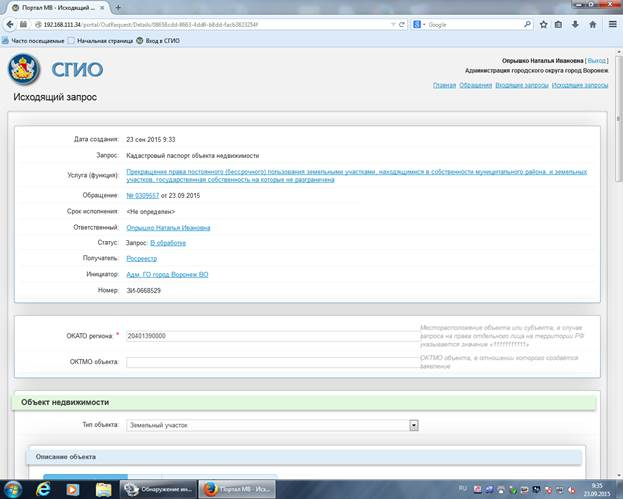 Портал МВ - Исходящий ...
192.168.111.34/portal/OutRequest/Details/
Google
Часто посещаемые Начальная страница Вход в СГИО
СГИО
Опрышко Наталья Ивановна [ Выход ]
Администрация городского округа город Воронеж
Главная Обращения Входящие запросы Исходящие запросы
Исходящий запрос
Дата создания: 23 сен 2015 9:33
Запрос: Кадастровый паспорт объекта недвижимости
Услуга (функция): Прекращение права постоянного (бессрочного) пользования земельными участками, находящимися в собственности муниципального района, и земельных
участков, государственная собственность на которые не разграничена
Обращение: № 0309557 от 23.09.2015
Срок исполнения: <Не определен>
Ответственный: Опрышко Наталья Ивановна
Статус: Запрос: В обработке
Получатель: Росреестр
Инициатор: Адм. ГО город Воронеж ВО
Номер: ЗИ-0668529
ОКАТО региона: * 20401390000
Месторасположение объекта или субъекта, в случае
запроса на права отдельного лица на территории РФ
указывается значение «11111111111»
ОКТМО объекта:
ОКТМО объекта, в отношении которого создаётся
заявление
Объект недвижимости
Тип объекта: Земельный участок
Описание объекта
Обнаружение ин...
Портал МВ - Исх...
RU
9:35
23.09.2015